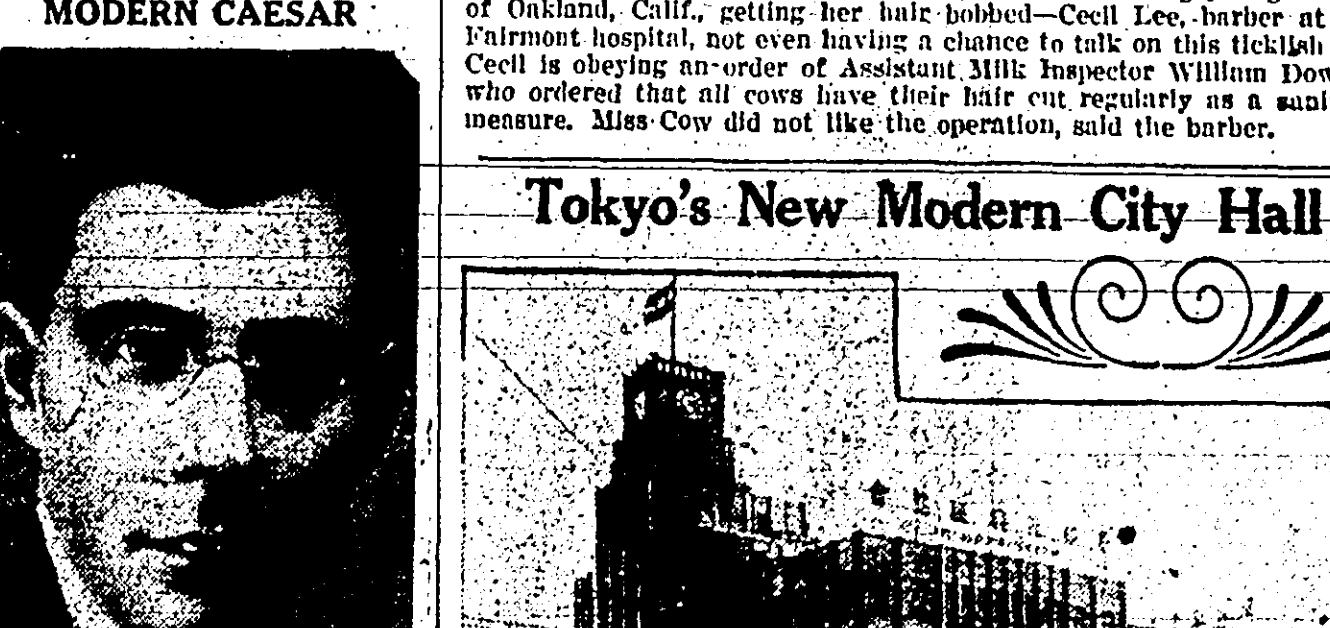 MODERN CAESAR
of Oakland, Calif., getting her hair bobbed—Cecil Lee, barber at
Fairmont hospital, not even having a chance to talk on this ticklish
Cecil is obeying an order of Assistant Milk Inspector William Dow
who ordered that all cows have their hair cut regularly as a sani
measure. Miss Cow did not like the operation, said the barber.
Tokyo's New Modern City Hall